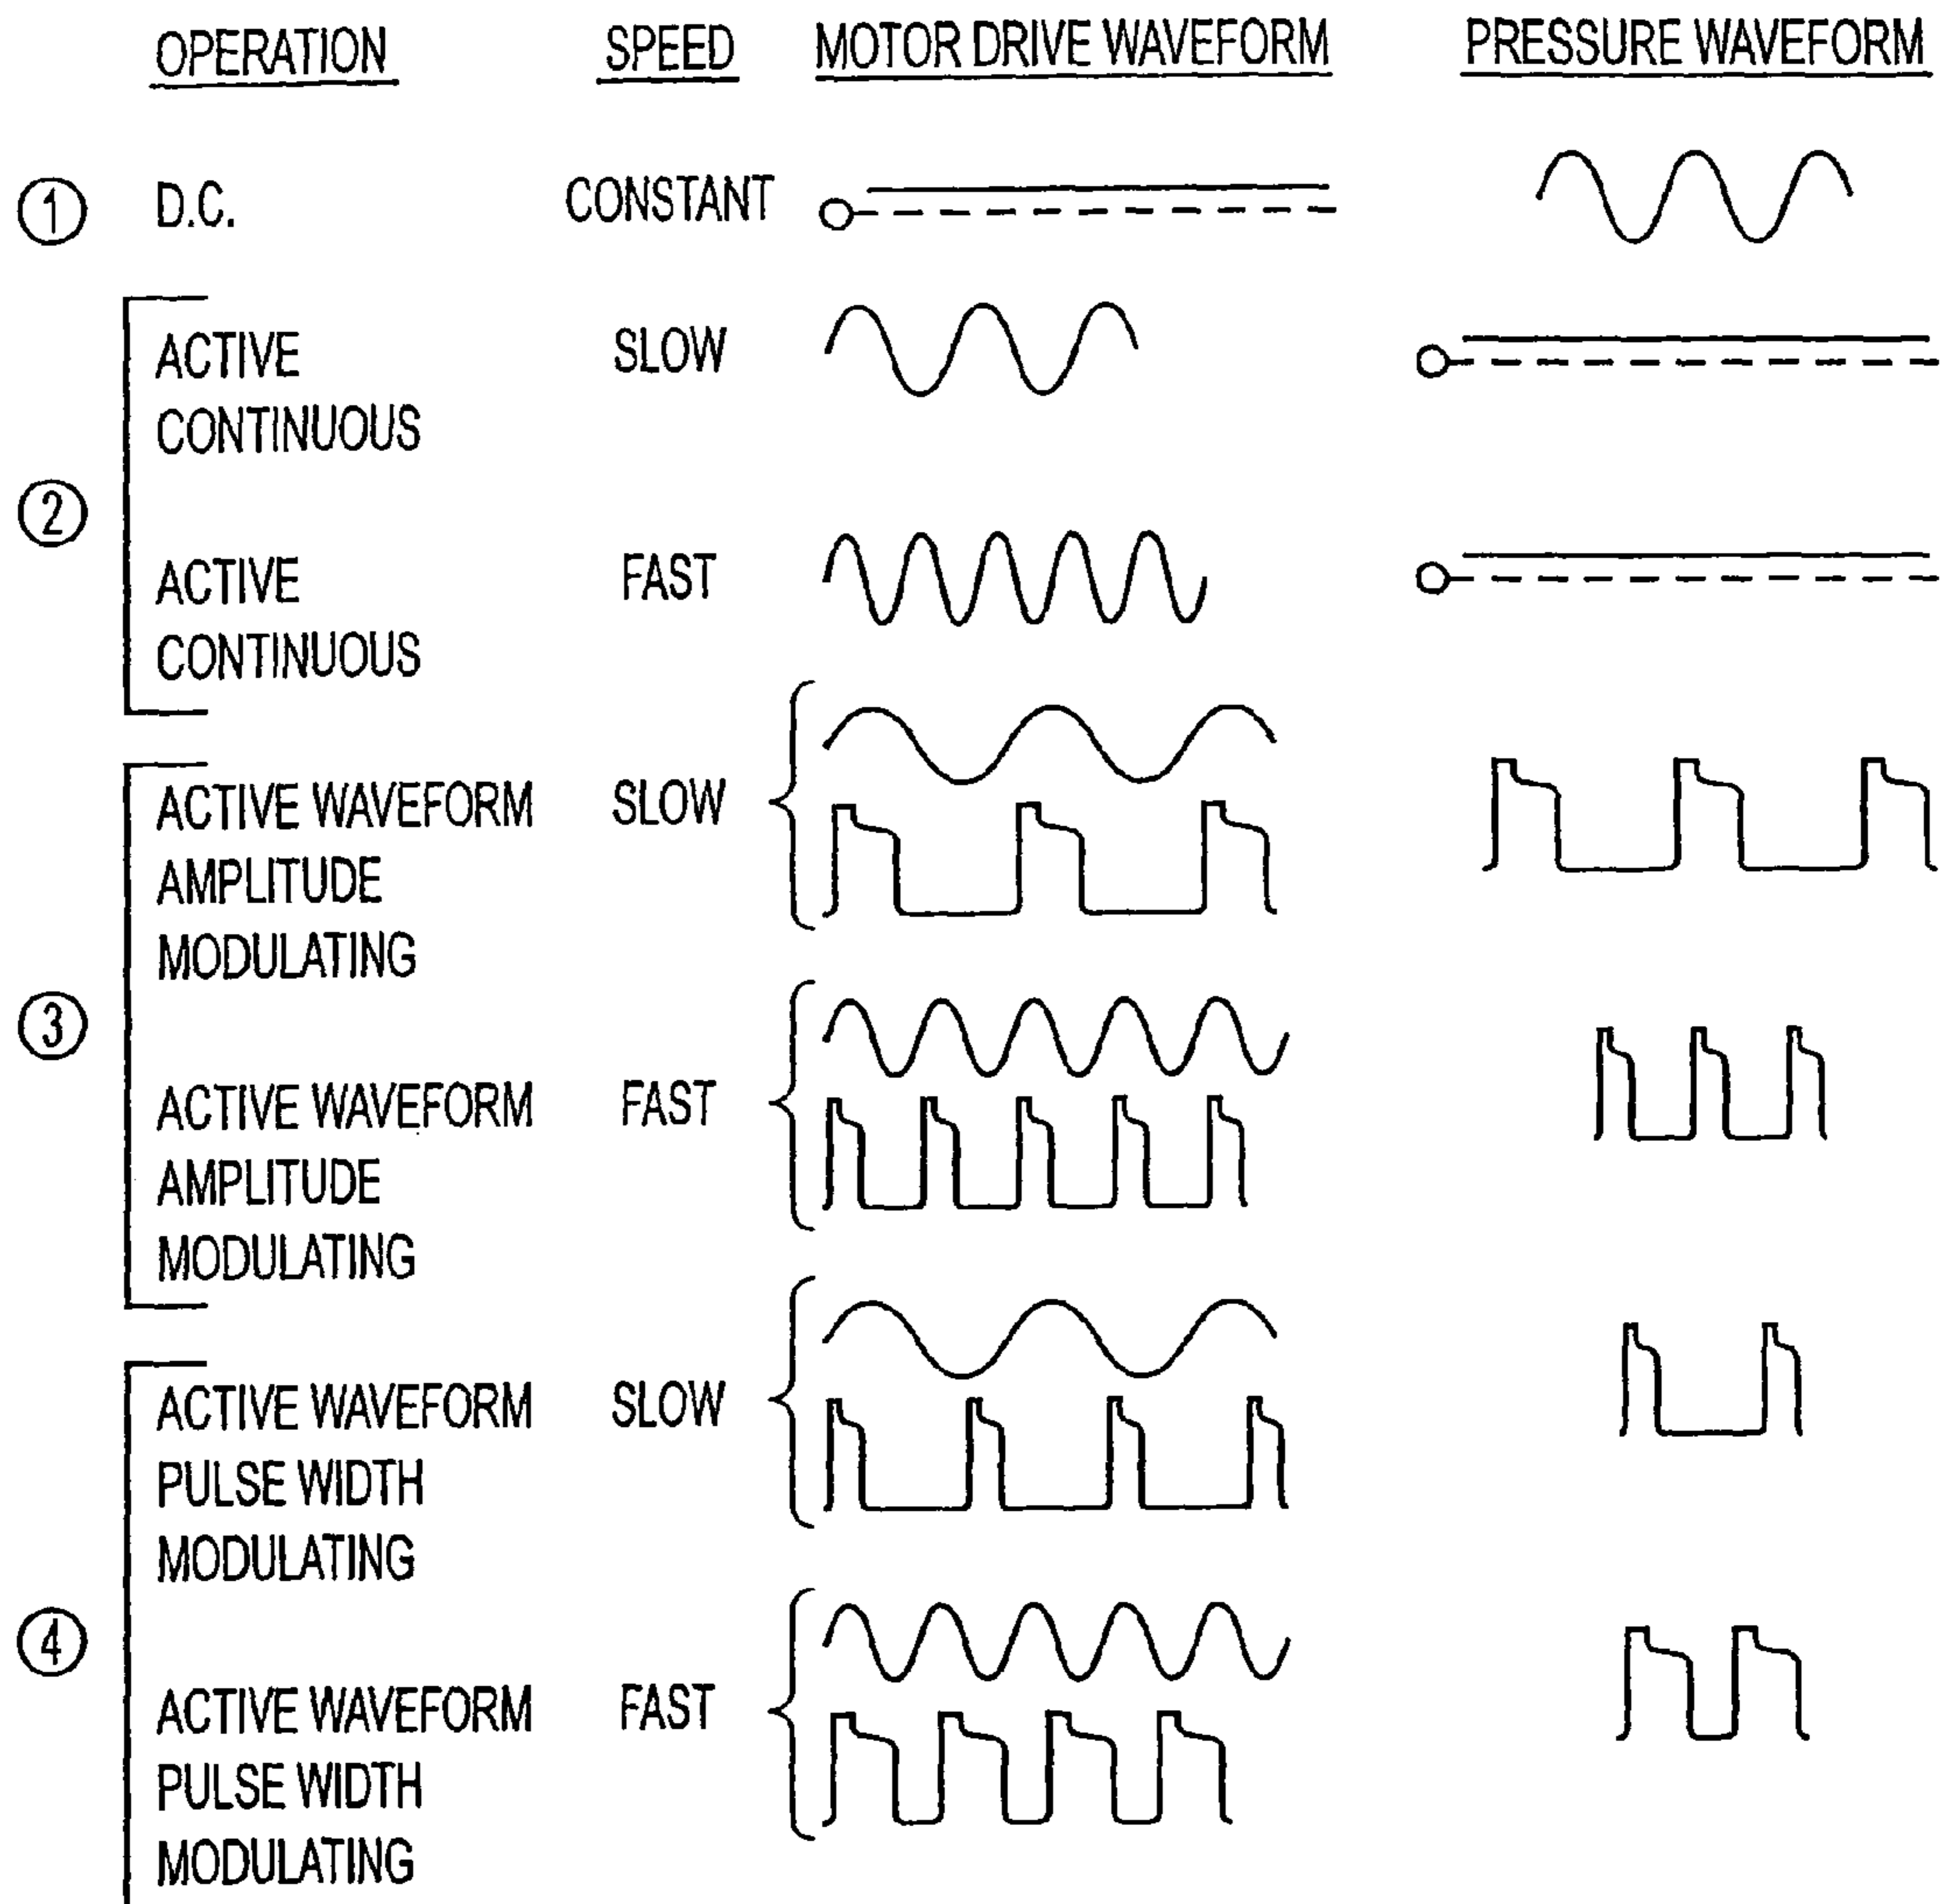 OPERATION SPEED MOTOR DRIVE WAVEFORM PRESSURE WAVEFORM
1 D.C. CONSTANT
2
ACTIVE SLOW
CONTINUOUS
ACTIVE FAST
CONTINUOUS
3
ACTIVE WAVEFORM SLOW
AMPLITUDE
MODULATING
ACTIVE WAVEFORM FAST
AMPLITUDE
MODULATING
4
ACTIVE WAVEFORM SLOW
PULSE WIDTH
MODULATING
ACTIVE WAVEFORM FAST
PULSE WIDTH
MODULATING